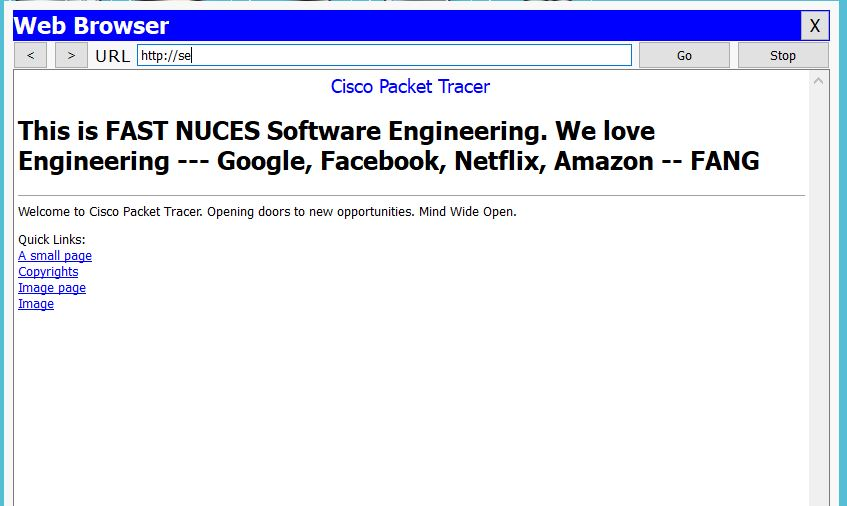 Web Browser X
< > URL http://se Go Stop
Cisco Packet Tracer
This is FAST NUCES Software Engineering. We love
Engineering --- Google, Facebook, Netflix, Amazon -- FANG
Welcome to Cisco Packet Tracer. Opening doors to new opportunities. Mind Wide Open.
Quick Links:
A small page
Copyrights
Image page
Image